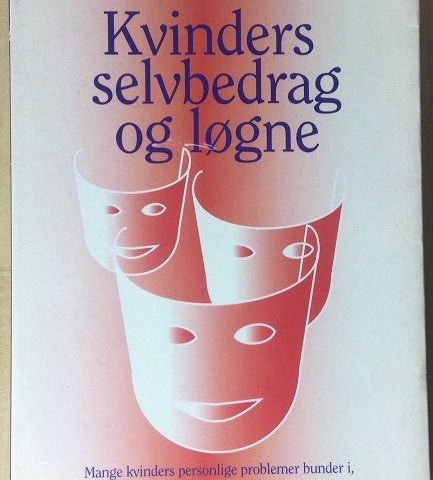 Kvinders
selvbedrag
og løgne
Mange kvinders personlige problemer bunder i,